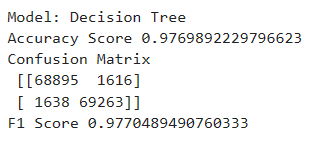 Model: Decision Tree
Accuracy Score 0.9769892229796623
Confusion Matrix
[[68895 1616]
[ 1638 69263]]
F1 Score 0.9770489490760333